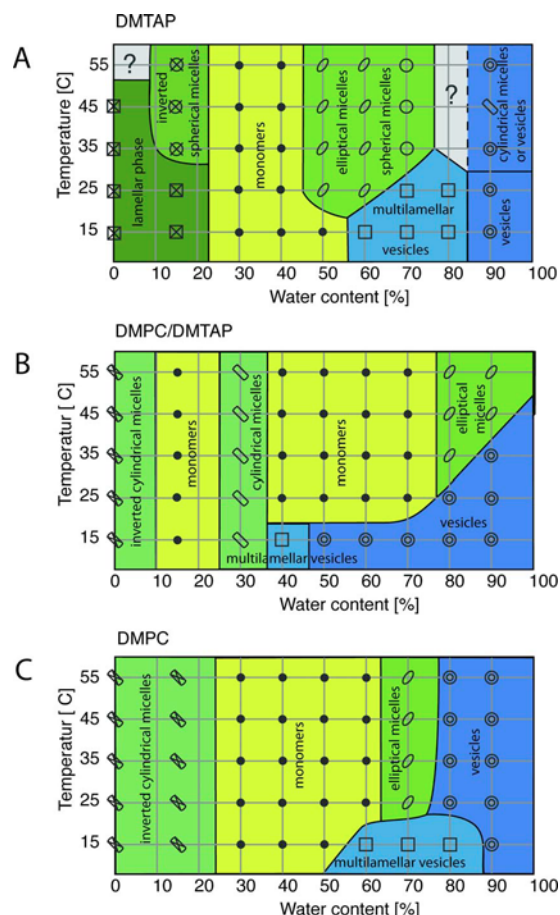 DMTAP
A
Temperature [C]
55
45
35
25
15
?
lamellar phase
inverted
spherical micelles
monomers
elliptical micelles
spherical micelles
?
cylindrical micelles
or vesicles
multilamellar
vesicles
vesicles
0 10 20 30 40 50 60 70 80 90 100
Water content [%]
DMPC/DMTAP
B
Temperatur [ C]
55
45
35
25
15
inverted cylindrical micelles
monomers
cylindrical micelles
monomers
elliptical
micelles
vesicles
multilamellar vesicles
0 10 20 30 40 50 60 70 80 90 100
Water content [%]
DMPC
C
Temperatur [ C]
55
45
35
25
15
inverted cylindrical micelles
monomers
elliptical micelles
vesicles
multilamellar vesicles
0 10 20 30 40 50 60 70 80 90 100
Water content [%]